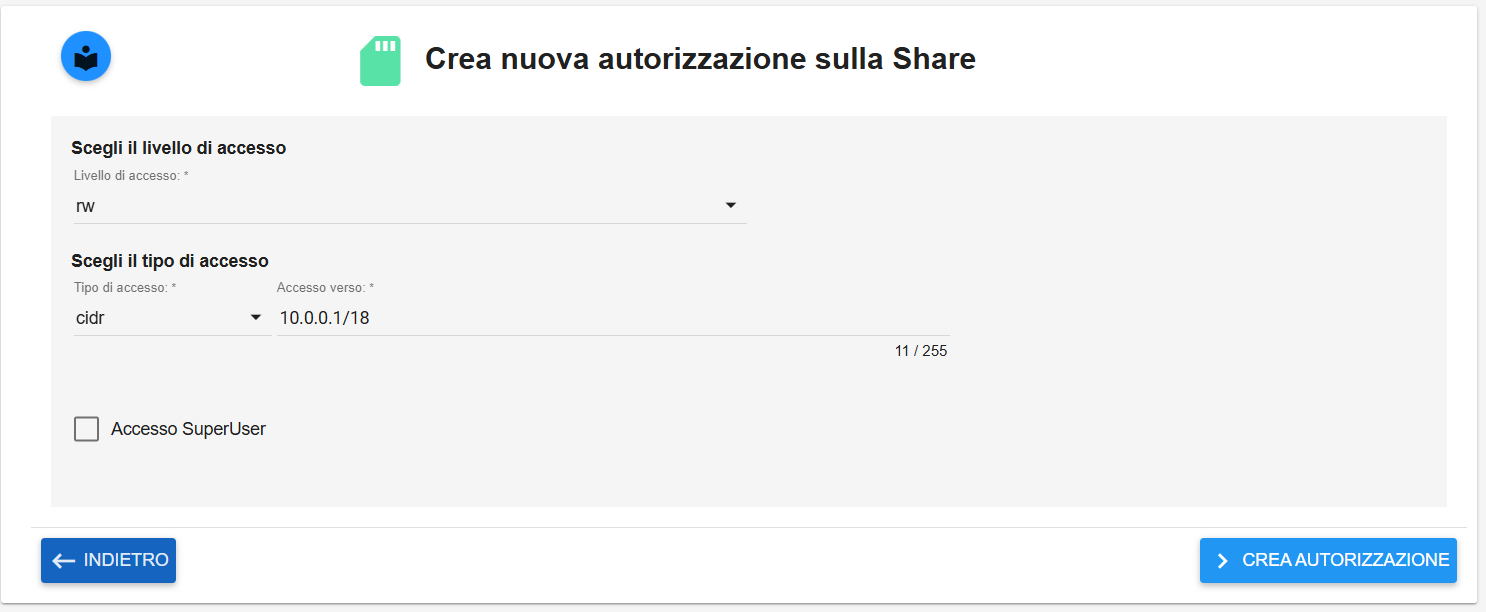 Crea nuova autorizzazione sulla Share
Scegli il livello di accesso
Livello di accesso: *
rw
Scegli il tipo di accesso
Tipo di accesso: *
Accesso verso: *
cidr
10.0.0.1/18
11 / 255
Accesso SuperUser
INDIETRO
CREA AUTORIZZAZIONE